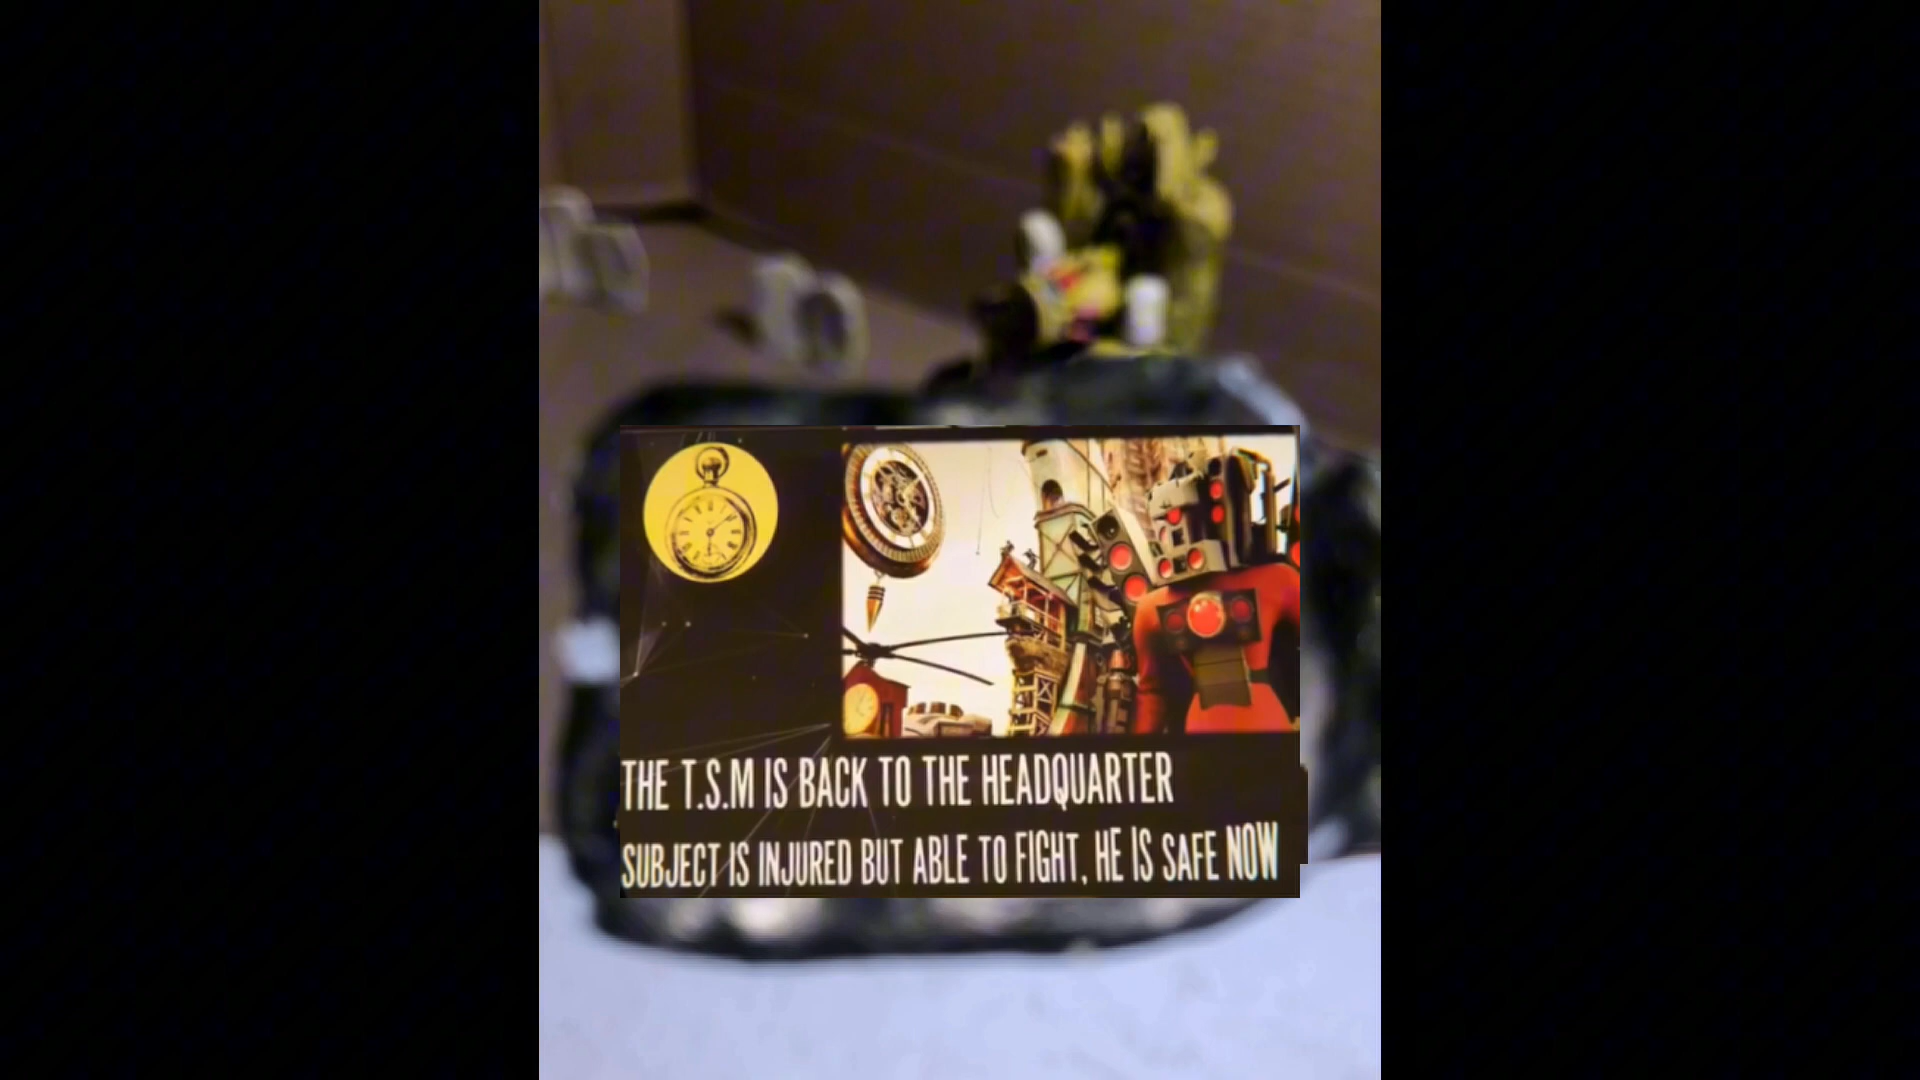 THE T.S.M IS BACK TO THE HEADQUARTER
SUBJECT IS INJURED BUT ABLE TO FIGHT, HE IS SAFE NOW